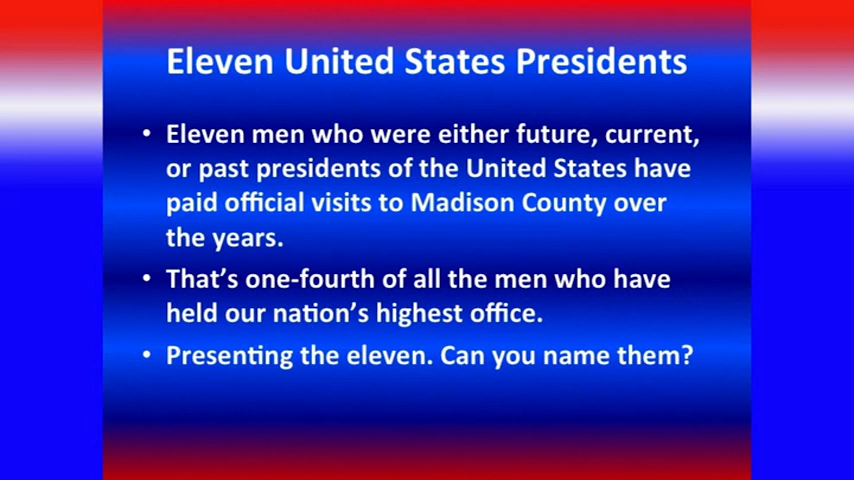 Eleven United States Presidents
• Eleven men who were either future, current,
or past presidents of the United States have
paid official visits to Madison County over
the years.
• That’s one-fourth of all the men who have
held our nation’s highest office.
• Presenting the eleven. Can you name them?